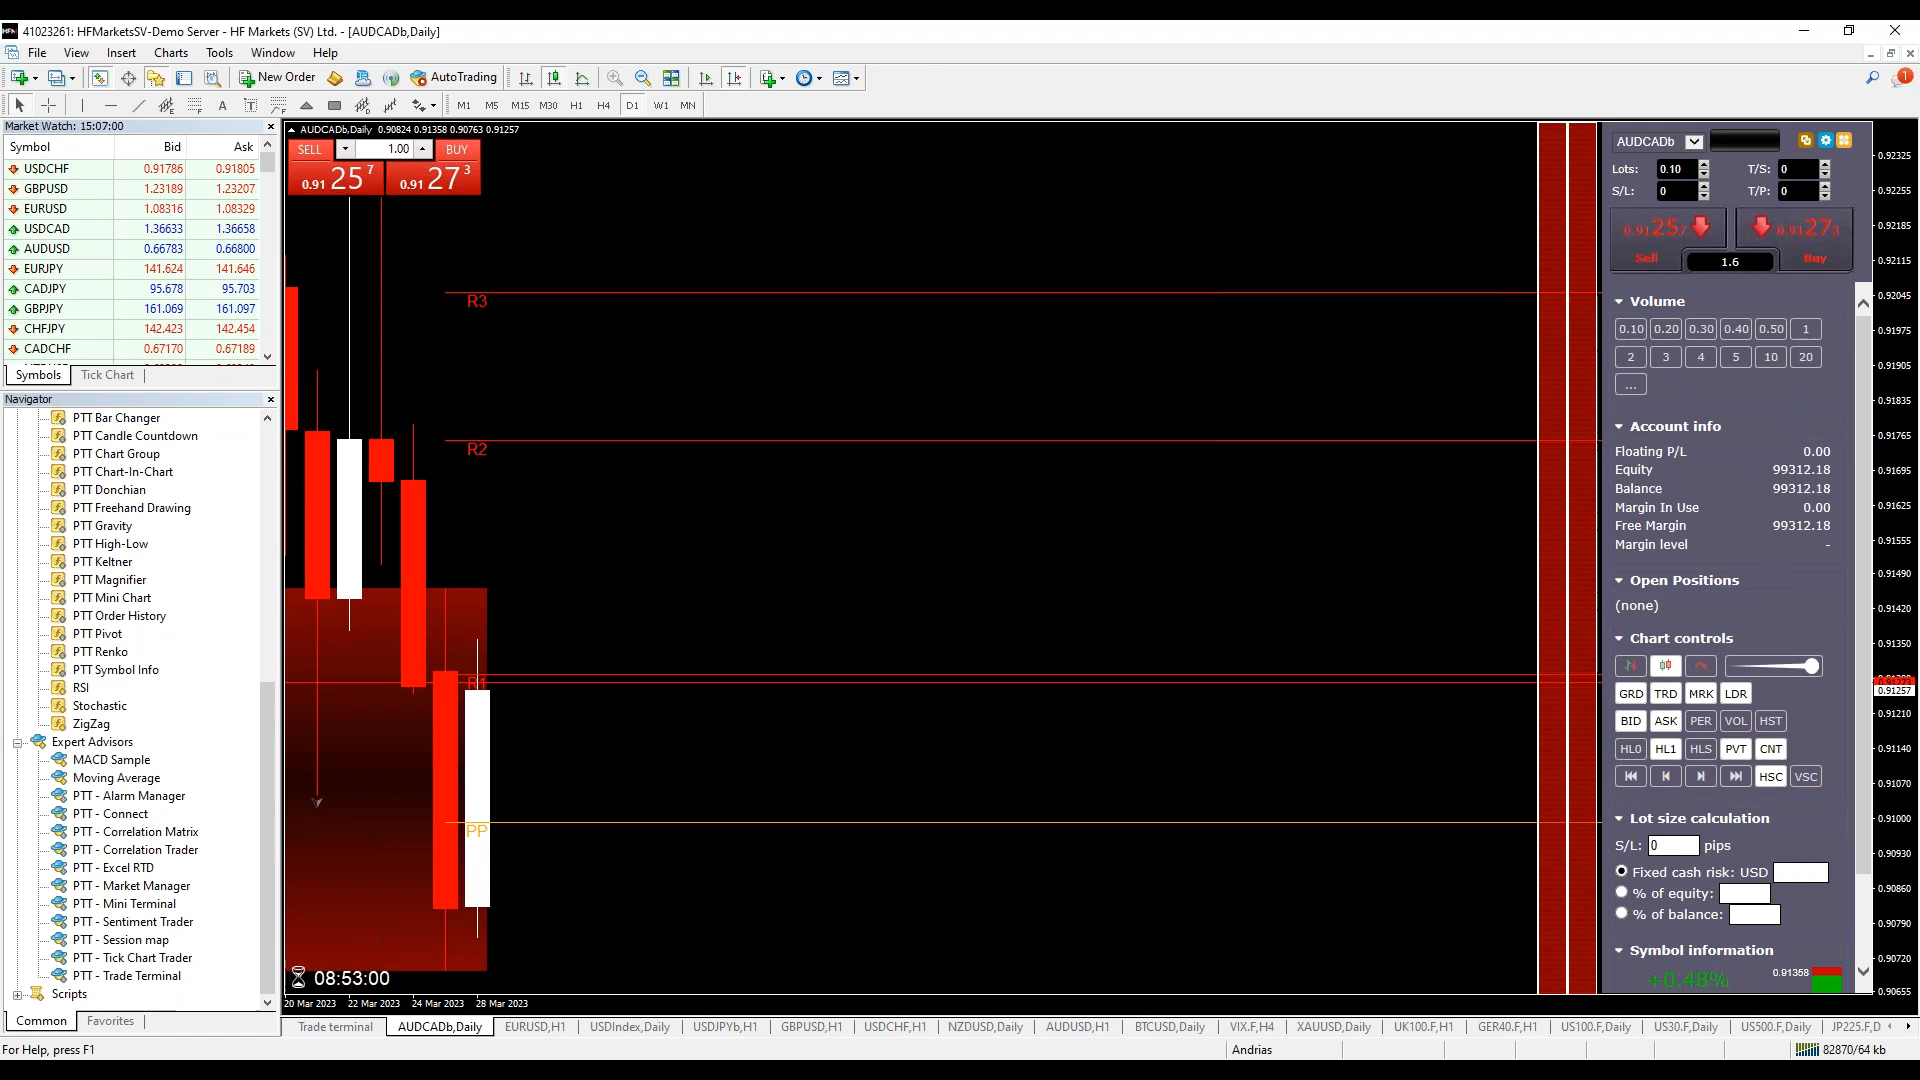 41023261: HFMarketsSV-Demo Server - HF Markets (SV) Ltd. - [AUDCADb,Daily]
File View Insert Charts Tools Window Help
New Order AutoTrading 1
A T M1 M5 M15 M30 H1 H4 D1 W1 MN
Market Watch: 15:07:00
Symbol Bid Ask
USDCHF 0.91786 0.91805
GBPUSD 1.23189 1.23207
EURUSD 1.08316 1.08329
USDCAD 1.36633 1.36658
AUDUSD 0.66783 0.66800
EURJPY 141.624 141.646
CADJPY 95.678 95.703
GBPJPY 161.069 161.097
CHFJPY 142.423 142.454
CADCHF 0.67170 0.67189
Symbols Tick Chart
Navigator
PTT Bar Changer
PTT Candle Countdown
PTT Chart Group
PTT Chart-In-Chart
PTT Donchian
PTT Freehand Drawing
PTT Gravity
PTT High-Low
PTT Keltner
PTT Magnifier
PTT Mini Chart
PTT Order History
PTT Pivot
PTT Renko
PTT Symbol Info
RSI
Stochastic
ZigZag
Expert Advisors
MACD Sample
Moving Average
PTT - Alarm Manager
PTT - Connect
PTT - Correlation Matrix
PTT - Correlation Trader
PTT - Excel RTD
PTT - Market Manager
PTT - Mini Terminal
PTT - Sentiment Trader
PTT - Session map
PTT - Tick Chart Trader
PTT - Trade Terminal
Scripts
Common Favorites
AUDCADb,Daily 0.90824 0.91358 0.90763 0.91257
SELL 1.00 BUY
0.91 25 7 0.91 27 3
R3
R2
R1
PP
08:53:00
20 Mar 2023 22 Mar 2023 24 Mar 2023 28 Mar 2023
AUDCADb
Lots: 0.10 T/S: 0
S/L: 0 T/P: 0
0.91257 0.91273
Sell 1.6 Buy
Volume
0.10 0.20 0.30 0.40 0.50 1
2 3 4 5 10 20
...
Account info
Floating P/L 0.00
Equity 99312.18
Balance 99312.18
Margin In Use 0.00
Free Margin 99312.18
Margin level -
Open Positions
(none)
Chart controls
GRD TRD MRK LDR
BID ASK PER VOL HST
HL0 HL1 HLS PVT CNT
HSC VSC
Lot size calculation
S/L: 0 pips
Fixed cash risk: USD
% of equity:
% of balance:
Symbol information
+0.48% 0.91358
0.92325
0.92255
0.92185
0.92115
0.92045
0.91975
0.91905
0.91835
0.91765
0.91695
0.91625
0.91555
0.91490
0.91420
0.91350
0.91273
0.91257
0.91210
0.91140
0.91070
0.91000
0.90930
0.90860
0.90790
0.90720
0.90655
Trade terminal AUDCADb,Daily EURUSD,H1 USDIndex,Daily USDJPYb,H1 GBPUSD,H1 USDCHF,H1 NZDUSD,Daily AUDUSD,H1 BTCUSD,Daily VIX.F,H4 XAUUSD,Daily UK100.F,H1 GER40.F,H1 US100.F,Daily US30.F,Daily US500.F,Daily JP225.F,D
For Help, press F1 Andrias 82870/64 kb